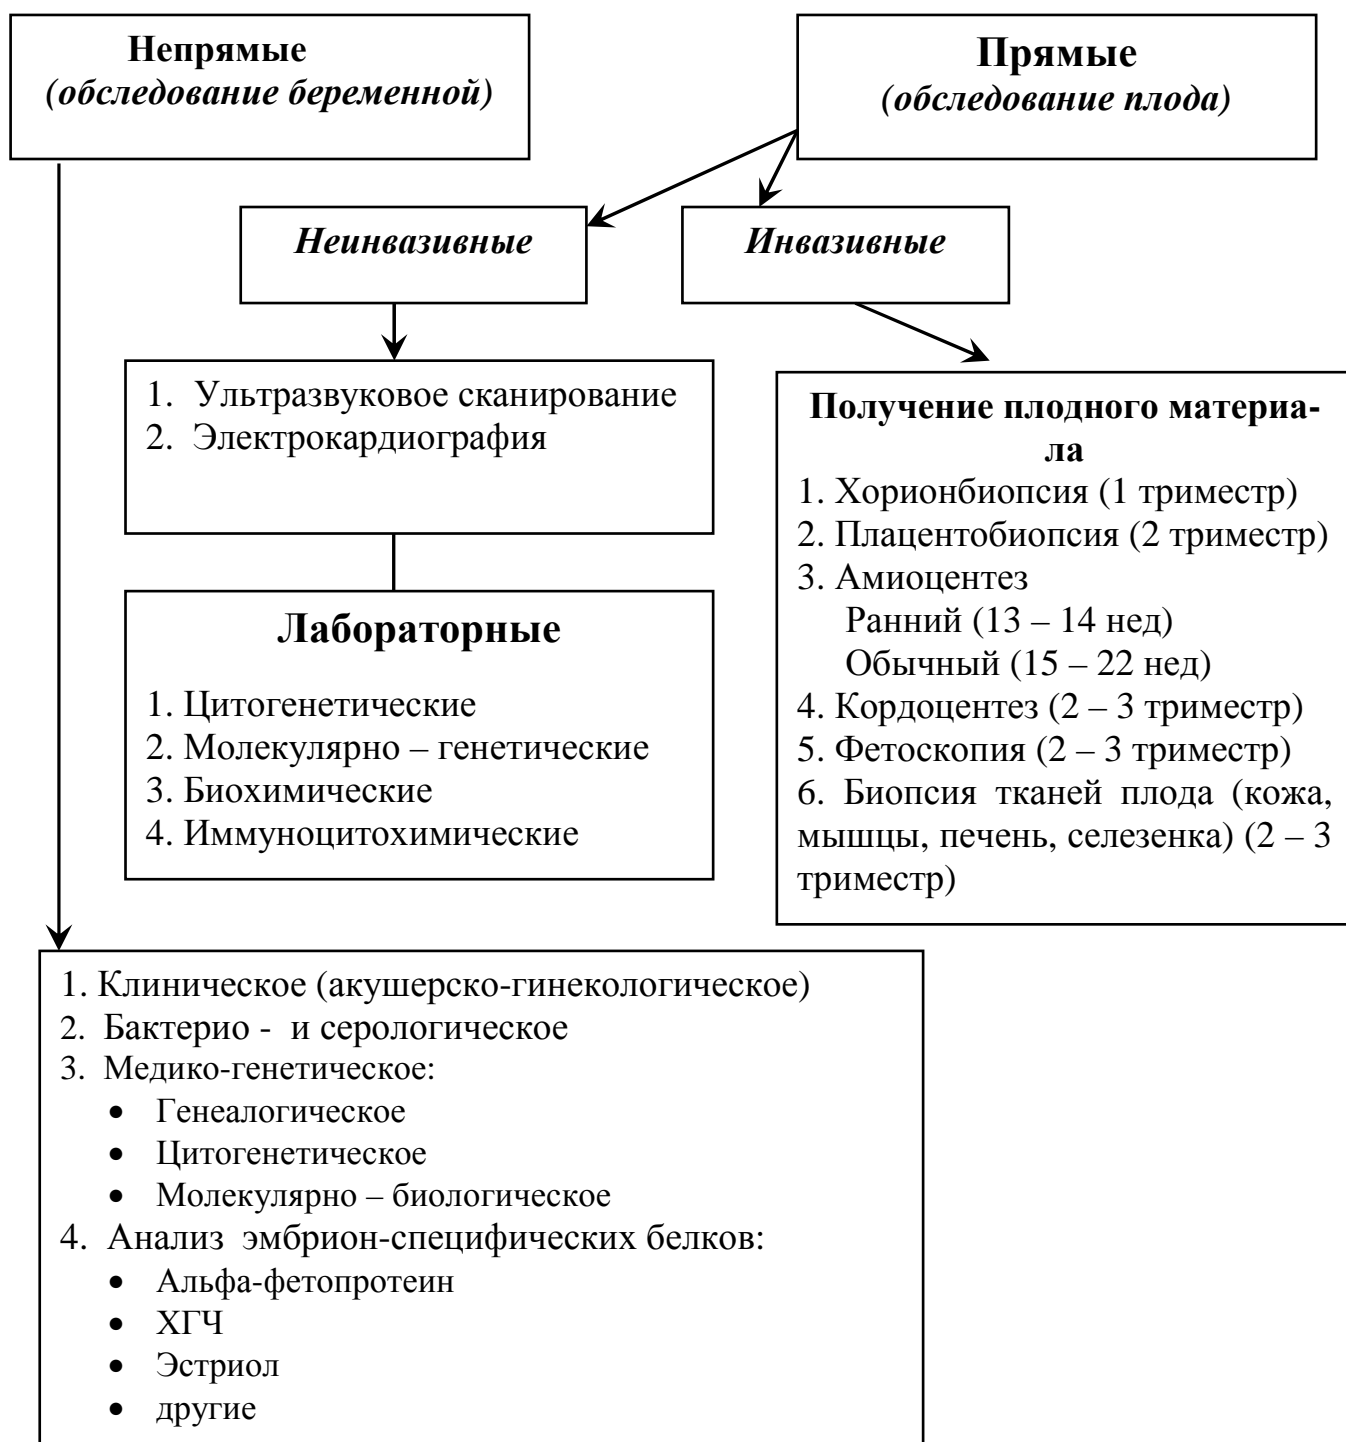 Непрямые
(обследование беременной)
Прямые
(обследование плода)
Неинвазивные
Инвазивные
1. Ультразвуковое сканирование
2. Электрокардиография
Получение плодного материа-
ла
1. Хорионбиопсия (1 триместр)
2. Плацентобиопсия (2 триместр)
3. Амиоцентез
Ранний (13 – 14 нед)
Обычный (15 – 22 нед)
4. Кордоцентез (2 – 3 триместр)
5. Фетоскопия (2 – 3 триместр)
6. Биопсия тканей плода (кожа,
мышцы, печень, селезенка) (2 – 3
триместр)
Лабораторные
1. Цитогенетические
2. Молекулярно – генетические
3. Биохимические
4. Иммуноцитохимические
1. Клиническое (акушерско-гинекологическое)
2. Бактерио - и серологическое
3. Медико-генетическое:
• Генеалогическое
• Цитогенетическое
• Молекулярно – биологическое
4. Анализ эмбрион-специфических белков:
• Альфа-фетопротеин
• ХГЧ
• Эстриол
• другие